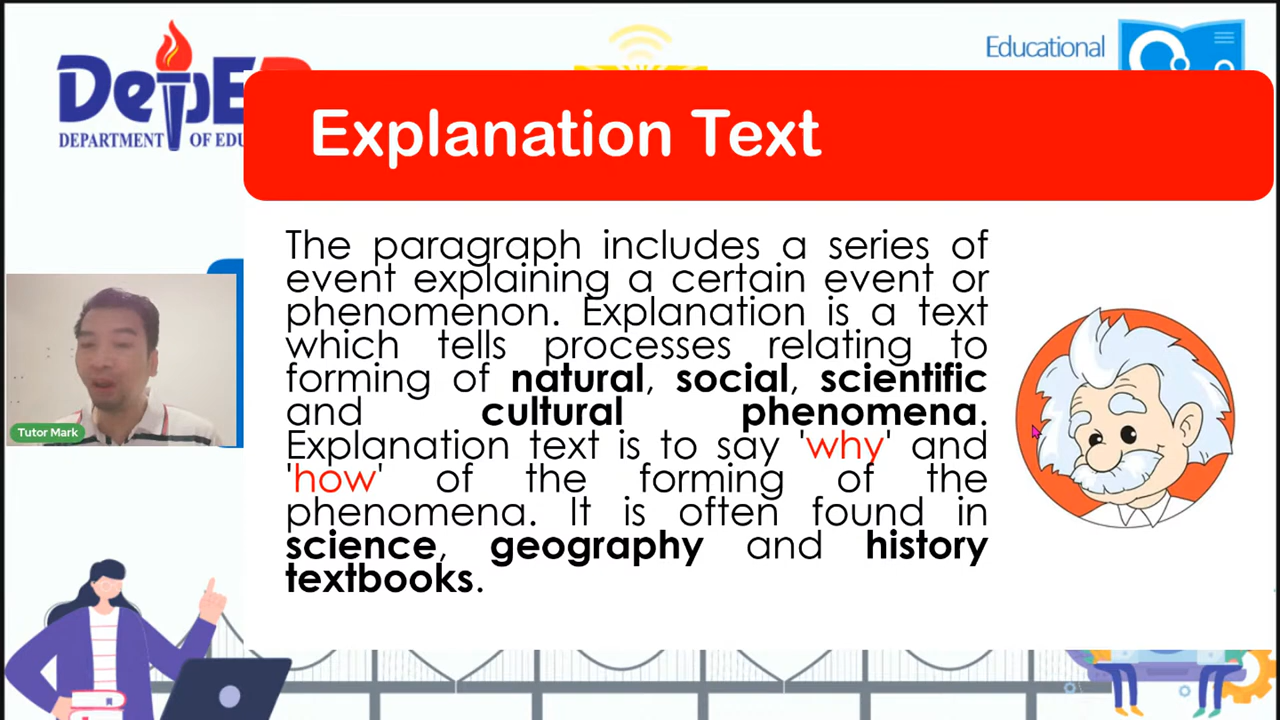 Educational
DepE
DEPARTMENT OF EDU
Explanation Text
The paragraph includes a series of
event explaining a certain event or
phenomenon. Explanation is a text
which tells processes relating to
forming of natural, social, scientific
and cultural phenomena.
Explanation text is to say 'why' and
'how' of the forming of the
phenomena. It is often found in
science, geography and history
textbooks.
Tutor Mark